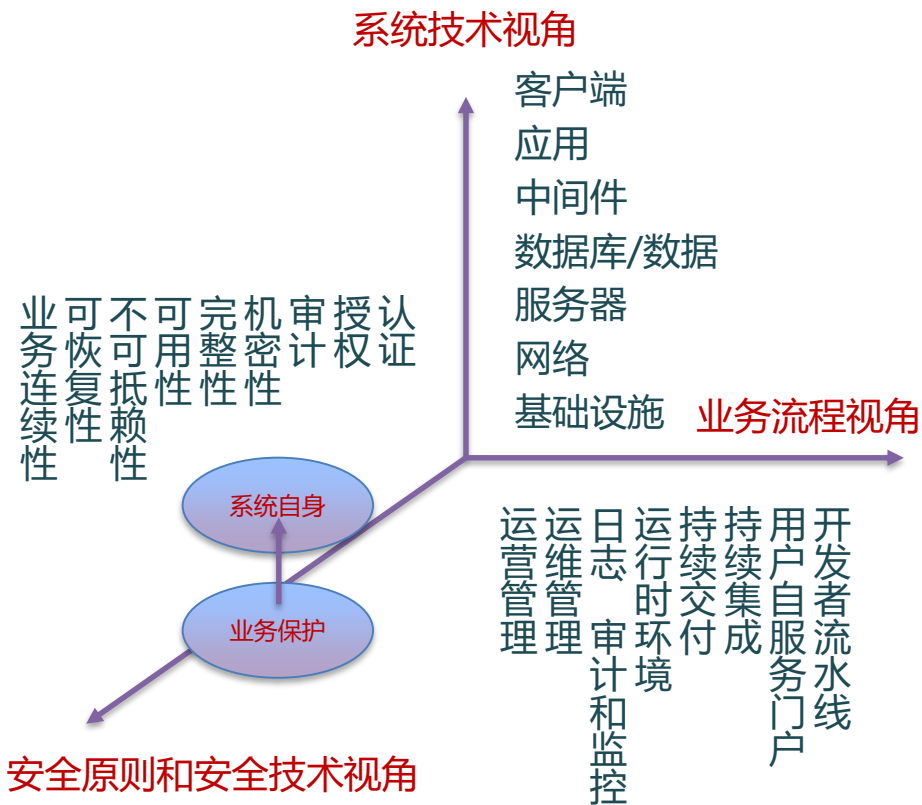 系统技术视角
客户端
应用
中间件
数据库/数据
服务器
网络
基础设施
业务流程视角
业务连续性
可恢复性
不可抵赖性
可用性
完整性
机密性
审计
授权
认证
系统自身
业务保护
运营管理
运维管理
日志 审计和监控
运行时环境
持续交付
持续集成
用户自服务门户
开发者流水线
安全原则和安全技术视角